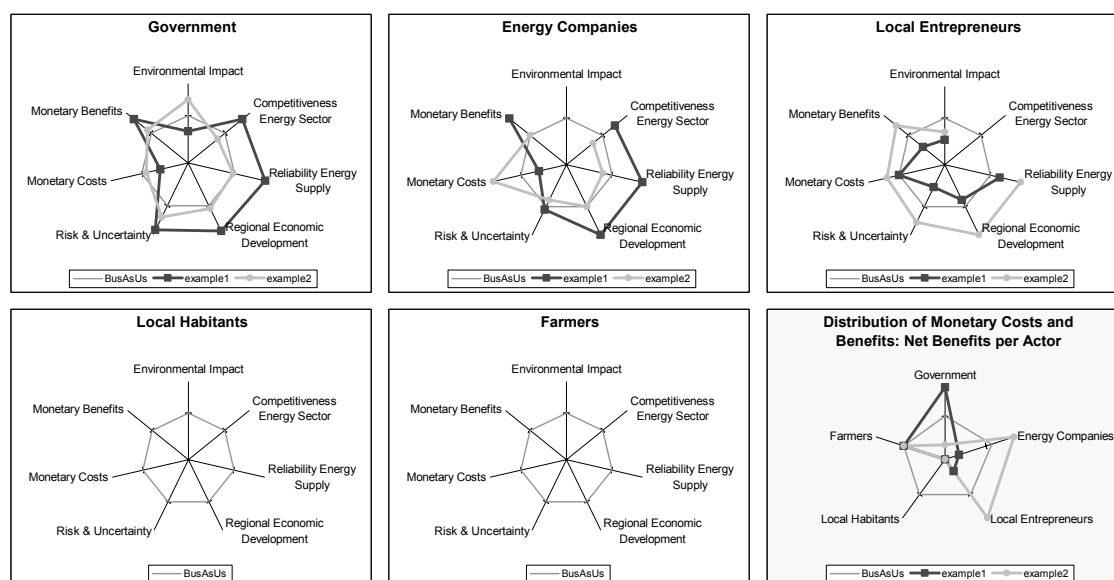 Government
Environmental Impact
Monetary Benefits
Competitiveness
Energy Sector
Monetary Costs
Reliability Energy
Supply
Risk & Uncertainty
Regional Economic
Development
BusAsUs
example1
example2
Energy Companies
Environmental Impact
Monetary Benefits
Competitiveness
Energy Sector
Monetary Costs
Reliability Energy
Supply
Risk & Uncertainty
Regional Economic
Development
BusAsUs
example1
example2
Local Entrepreneurs
Environmental Impact
Monetary Benefits
Competitiveness
Energy Sector
Monetary Costs
Reliability Energy
Supply
Risk & Uncertainty
Regional Economic
Development
BusAsUs
example1
example2
Local Habitants
Environmental Impact
Monetary Benefits
Competitiveness
Energy Sector
Monetary Costs
Reliability Energy
Supply
Risk & Uncertainty
Regional Economic
Development
BusAsUs
Farmers
Environmental Impact
Monetary Benefits
Competitiveness
Energy Sector
Monetary Costs
Reliability Energy
Supply
Risk & Uncertainty
Regional Economic
Development
BusAsUs
Distribution of Monetary Costs and
Benefits: Net Benefits per Actor
Government
Farmers
Energy Companies
Local Habitants
Local Entrepreneurs
BusAsUs
example1
example2